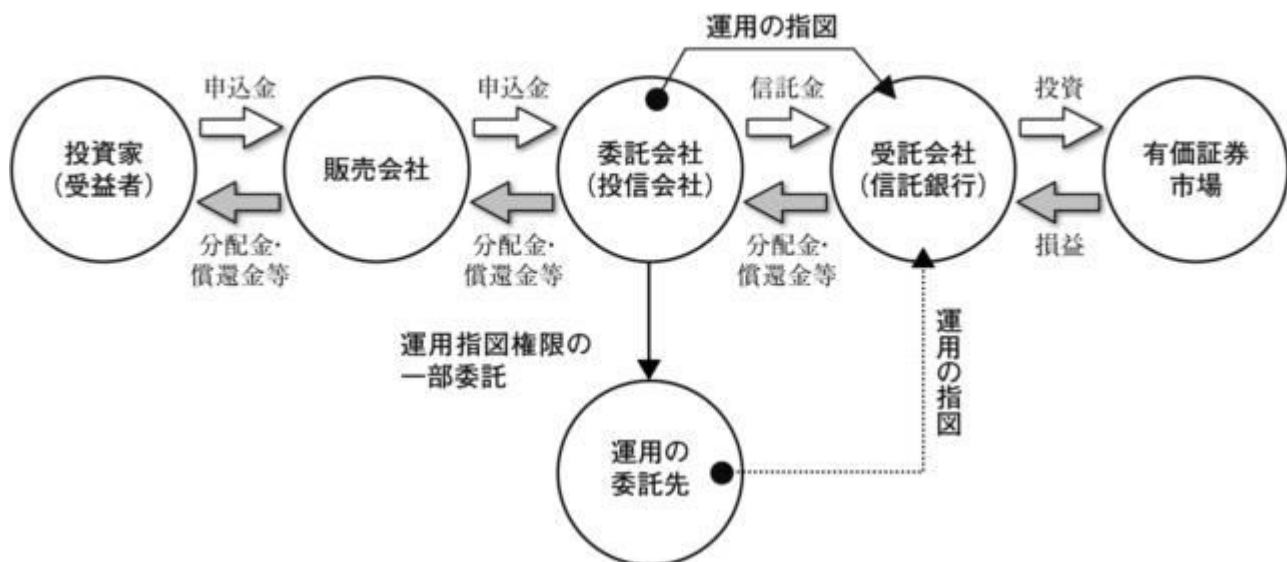 運用の指図
申込金
申込金
信託金
投資
投資家
（受益者）
販売会社
委託会社
（投信会社）
受託会社
（信託銀行）
有価証券
市場
分配金・
償還金等
分配金・
償還金等
分配金・
償還金等
損益
運用指図権限の
一部委託
運用の指図
運用の
委託先